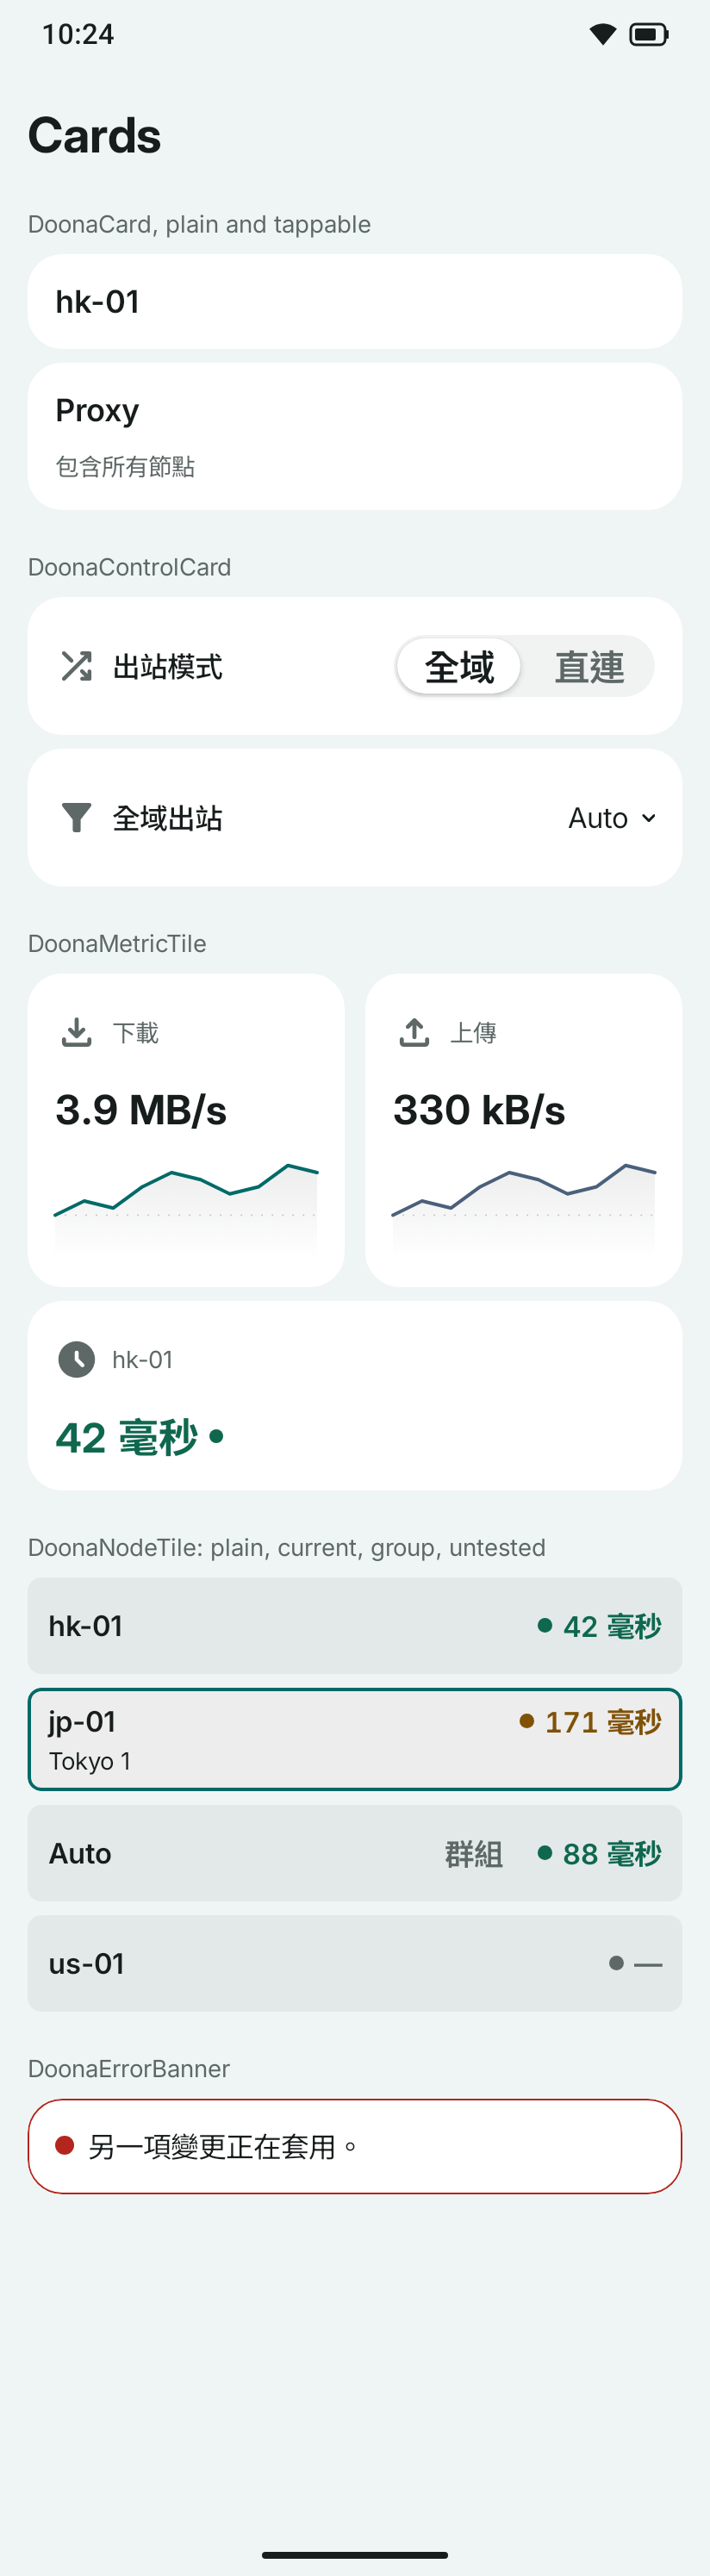 10:24
Cards
DoonaCard, plain and tappable
hk-01
Proxy
包含所有節點
DoonaControlCard
出站模式 全域 直連
全域出站 Auto
DoonaMetricTile
下載
3.9 MB/s
上傳
330 kB/s
hk-01
42 毫秒
DoonaNodeTile: plain, current, group, untested
hk-01 42 毫秒
jp-01 171 毫秒
Tokyo 1
Auto 群組 88 毫秒
us-01 —
DoonaErrorBanner
另一項變更正在套用。